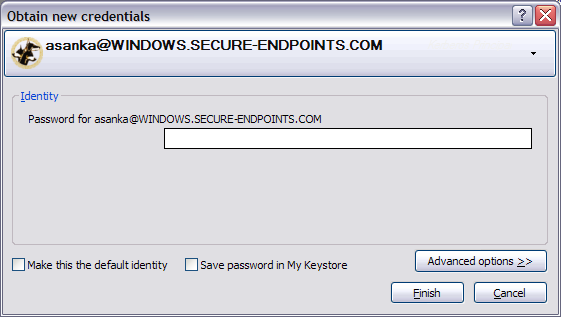 Obtain new credentials
asanka@WINDOWS.SECURE-ENDPOINTS.COM
Identity
Password for asanka@WINDOWS.SECURE-ENDPOINTS.COM
Make this the default identity
Save password in My Keystore
Advanced options >>
Finish
Cancel